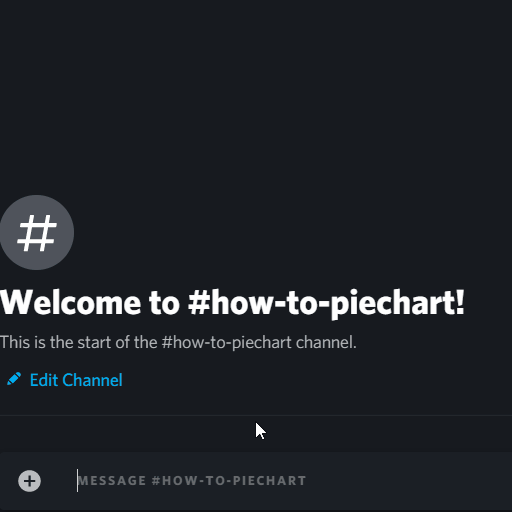 #
Welcome to #how-to-piechart!
This is the start of the #how-to-piechart channel.
Edit Channel
MESSAGE #HOW-TO-PIECHART